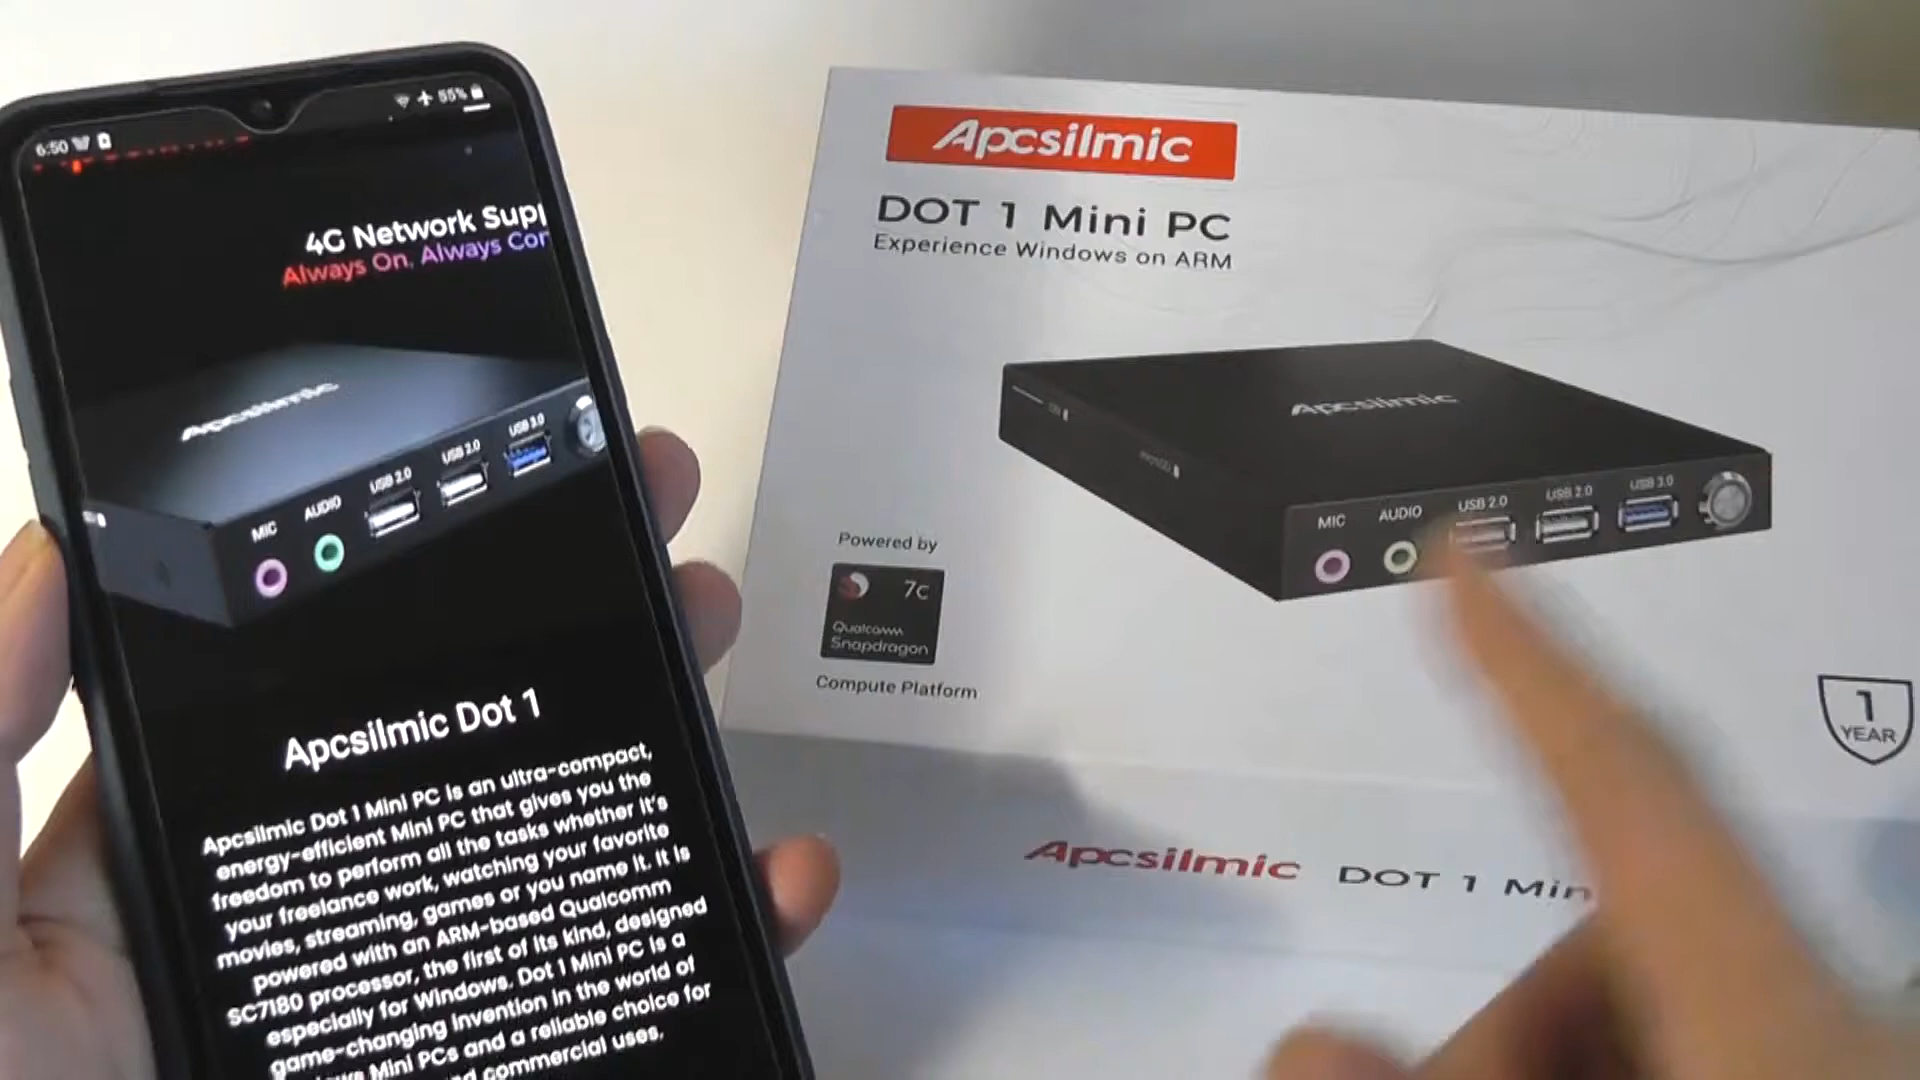 6:50
55%
4G Network Supp
Always On, Always Con
Apcsilmic
USB 3.0
USB 2.0
USB 2.0
AUDIO
MIC
Apcsilmic Dot 1
Apcsilmic Dot 1 Mini PC is an ultra-compact,
energy-efficient Mini PC that gives you the
freedom to perform all the tasks whether it's
your freelance work, watching your favorite
movies, streaming, games or you name it. It is
powered with an ARM-based Qualcomm
SC7180 processor, the first of its kind, designed
especially for Windows. Dot 1 Mini PC is a
game-changing invention in the world of
Mini PCs and a reliable choice for
commercial uses.
Apcsilmic
DOT 1 Mini PC
Experience Windows on ARM
Apcsilmic
microSD
MIC
AUDIO
USB 2.0
USB 2.0
USB 3.0
Powered by
7c
Qualcomm
Snapdragon
Compute Platform
1
YEAR
Apcsilmic DOT 1 Min